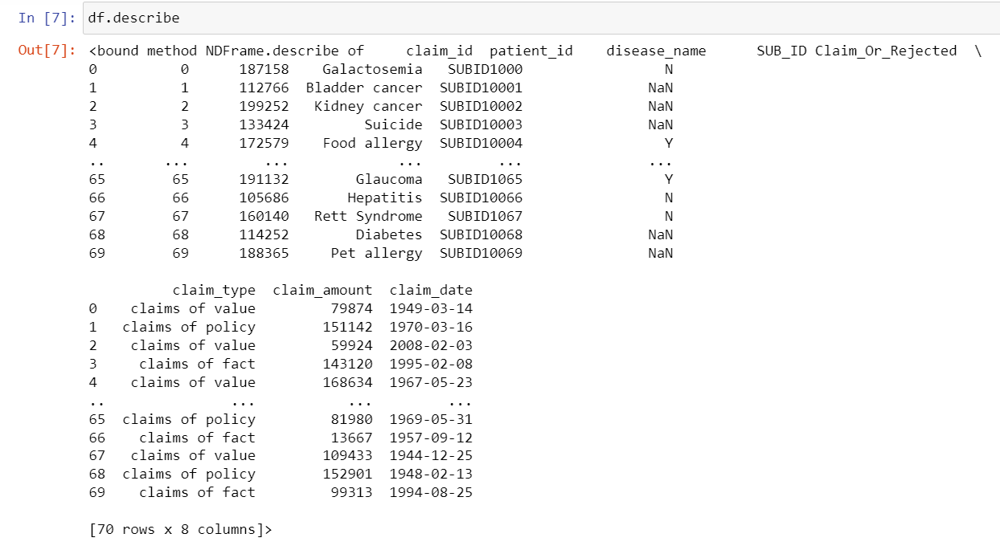 In [7]: df.describe
Out[7]: <bound method NDFrame.describe of     claim_id  patient_id    disease_name      SUB_ID Claim_Or_Rejected  \
0          0      187158    Galactosemia   SUBID1000                 N
1          1      112766  Bladder cancer  SUBID10001               NaN
2          2      199252   Kidney cancer  SUBID10002               NaN
3          3      133424         Suicide  SUBID10003               NaN
4          4      172579    Food allergy  SUBID10004                 Y
..       ...         ...             ...         ...               ...
65        65      191132        Glaucoma   SUBID1065                 Y
66        66      105686       Hepatitis  SUBID10066                 N
67        67      160140   Rett Syndrome   SUBID1067                 N
68        68      114252        Diabetes  SUBID10068               NaN
69        69      188365     Pet allergy  SUBID10069               NaN
          claim_type  claim_amount  claim_date
0    claims of value         79874  1949-03-14
1   claims of policy        151142  1970-03-16
2    claims of value         59924  2008-02-03
3     claims of fact        143120  1995-02-08
4    claims of value        168634  1967-05-23
..               ...           ...         ...
65  claims of policy         81980  1969-05-31
66    claims of fact         13667  1957-09-12
67   claims of value        109433  1944-12-25
68  claims of policy        152901  1948-02-13
69    claims of fact         99313  1994-08-25
[70 rows x 8 columns]>